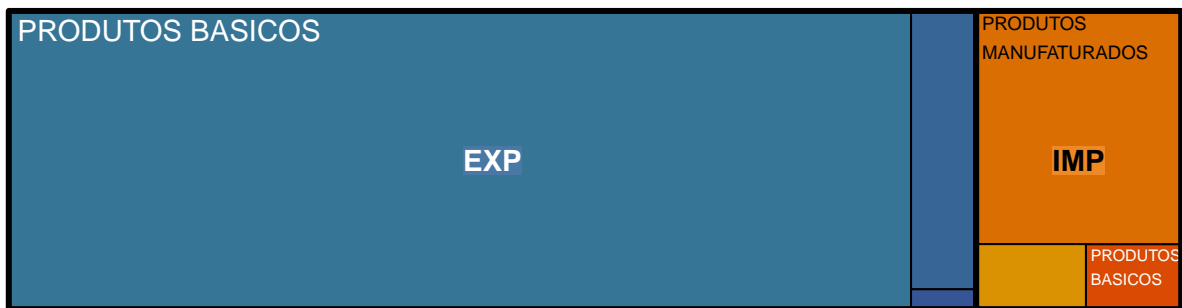 PRODUTOS BASICOS
EXP
PRODUTOS
MANUFATURADOS
IMP
PRODUTOS
BASICOS